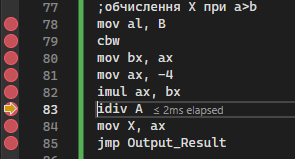 77 ;обчислення X при a>b
78 mov al, B
79 cbw
80 mov bx, ax
81 mov ax, -4
82 imul ax, bx
83 idiv A ≤ 2ms elapsed
84 mov X, ax
85 jmp Output_Result